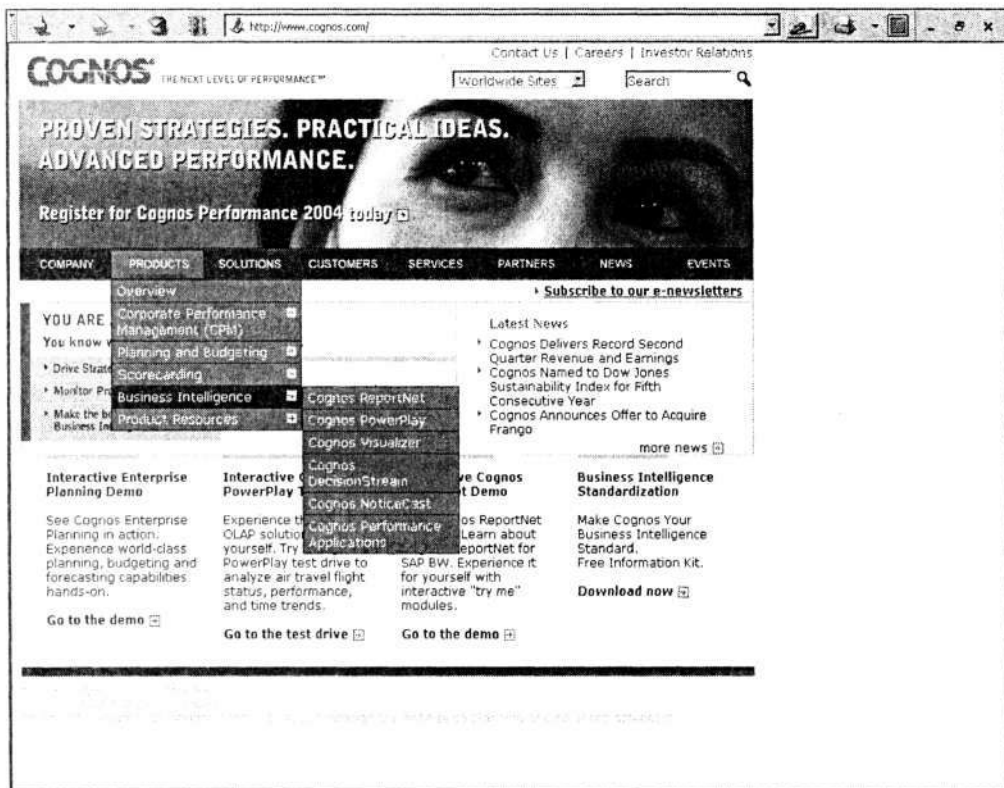 http://www.cognos.com/
Contact Us | Careers | Investor Relations
COGNOS
THE NEXT LEVEL OF PERFORMANCE
Worldwide Sites
Search
PROVEN STRATEGIES. PRACTICAL IDEAS.
ADVANCED PERFORMANCE.
Register for Cognos Performance 2004 today
COMPANY PRODUCTS SOLUTIONS CUSTOMERS SERVICES PARTNERS NEWS EVENTS
Overview
Corporate Performance
Management (CPM)
Planning and Budgeting
Scorecarding
Business Intelligence
Product Resources
Cognos ReportNet
Cognos PowerPlay
Cognos Visualizer
Cognos
DecisionStream
Cognos NoticeCast
Cognos Performance
Applications
Subscribe to our e-newsletters
YOU ARE
You know
Drive
Monitor
Make the
Business
Latest News
Cognos Delivers Record Second
Quarter Revenue and Earnings
Cognos Named to Dow Jones
Sustainability Index for Fifth
Consecutive Year
Cognos Announces Offer to Acquire
Frango
more news
Interactive Enterprise
Planning Demo
See Cognos Enterprise
Planning in action.
Experience world-class
planning, budgeting and
forecasting capabilities
hands-on.
Go to the demo
Interactive
PowerPlay
Experience
OLAP
yourself. Try
PowerPlay test drive to
analyze air travel flight
status, performance,
and time trends.
Go to the test drive
Cognos
Demo
ReportNet
Learn about
ReportNet for
SAP BW. Experience it
for yourself with
interactive "try me"
modules.
Go to the demo
Business Intelligence
Standardization
Make Cognos Your
Business Intelligence
Standard.
Free Information Kit.
Download now